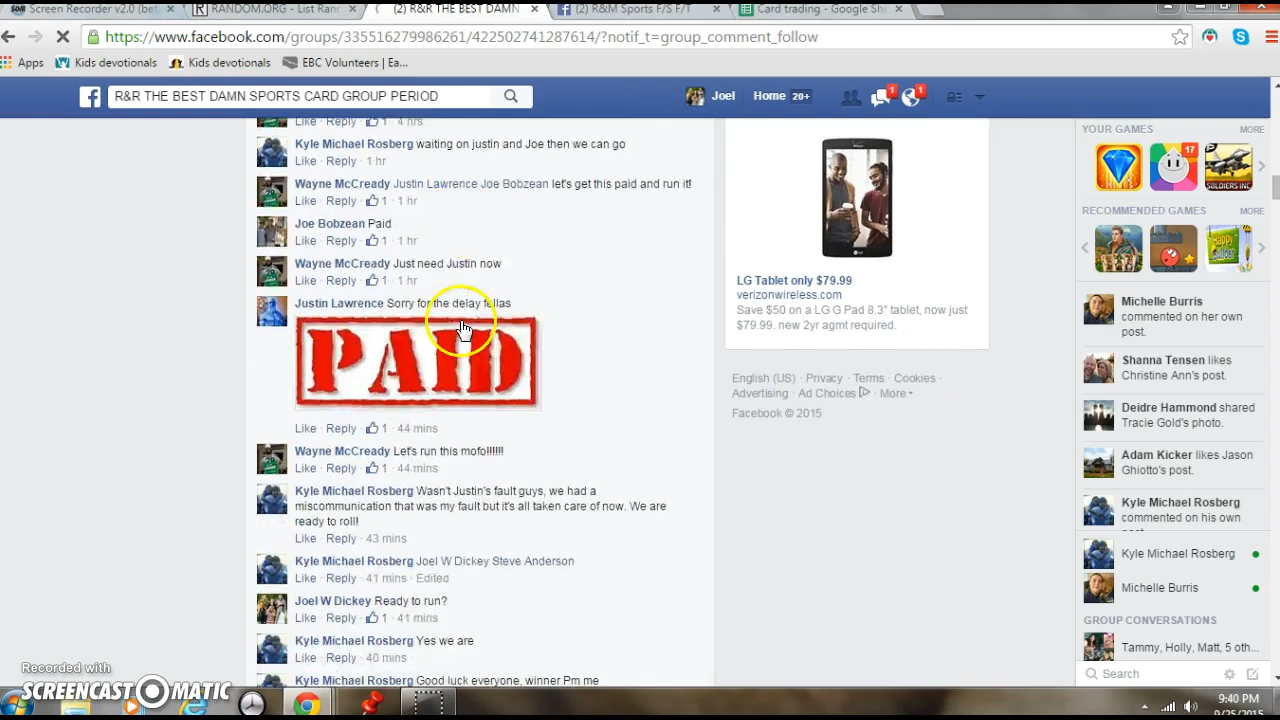 Screen Recorder v2.0 (bet
RANDOM.ORG - List Ran
(2) R&R THE BEST DAMN
(2) R&M Sports F/S F/T
Card trading - Google She
https://www.facebook.com/groups/335516279986261/422502741287614/?notif_t=group_comment_follow
Apps Kids devotionals Kids devotionals EBC Volunteers | Ea...
R&R THE BEST DAMN SPORTS CARD GROUP PERIOD
Joel Home 20+ 1 1
Like · Reply · 1 · 4 hrs
Kyle Michael Rosberg waiting on justin and Joe then we can go
Like · Reply · 1 hr
Wayne McCready Justin Lawrence Joe Bobzean let's get this paid and run it!
Like · Reply · 1 · 1 hr
Joe Bobzean Paid
Like · Reply · 1 · 1 hr
Wayne McCready Just need Justin now
Like · Reply · 1 · 1 hr
Justin Lawrence Sorry for the delay fellas
PAID
Like · Reply · 1 · 44 mins
Wayne McCready Let's run this mofo!!!!!!
Like · Reply · 1 · 44 mins
Kyle Michael Rosberg Wasn't Justin's fault guys, we had a
miscommunication that was my fault but it's all taken care of now. We are
ready to roll!
Like · Reply · 43 mins
Kyle Michael Rosberg Joel W Dickey Steve Anderson
Like · Reply · 41 mins · Edited
Joel W Dickey Ready to run?
Like · Reply · 1 · 41 mins
Kyle Michael Rosberg Yes we are
Like · Reply · 40 mins
Kyle Michael Rosberg Good luck everyone, winner Pm me
LG Tablet only $79.99
verizonwireless.com
Save $50 on a LG G Pad 8.3" tablet, now just
$79.99. new 2yr agmt required.
English (US) · Privacy · Terms · Cookies ·
Advertising · Ad Choices · More
Facebook © 2015
YOUR GAMES MORE
17
SOLDIERS INC
RECOMMENDED GAMES MORE
Michelle Burris
commented on her own
post.
Shanna Tensen likes
Christine Ann's post.
Deidre Hammond shared
Tracie Gold's photo.
Adam Kicker likes Jason
Ghiotto's post.
Kyle Michael Rosberg
commented on his own
Kyle Michael Rosberg
Michelle Burris
GROUP CONVERSATIONS
Tammy, Holly, Matt, 5 oth...
Search
Recorded with
SCREENCAST MATIC
9:40 PM
9/25/2015